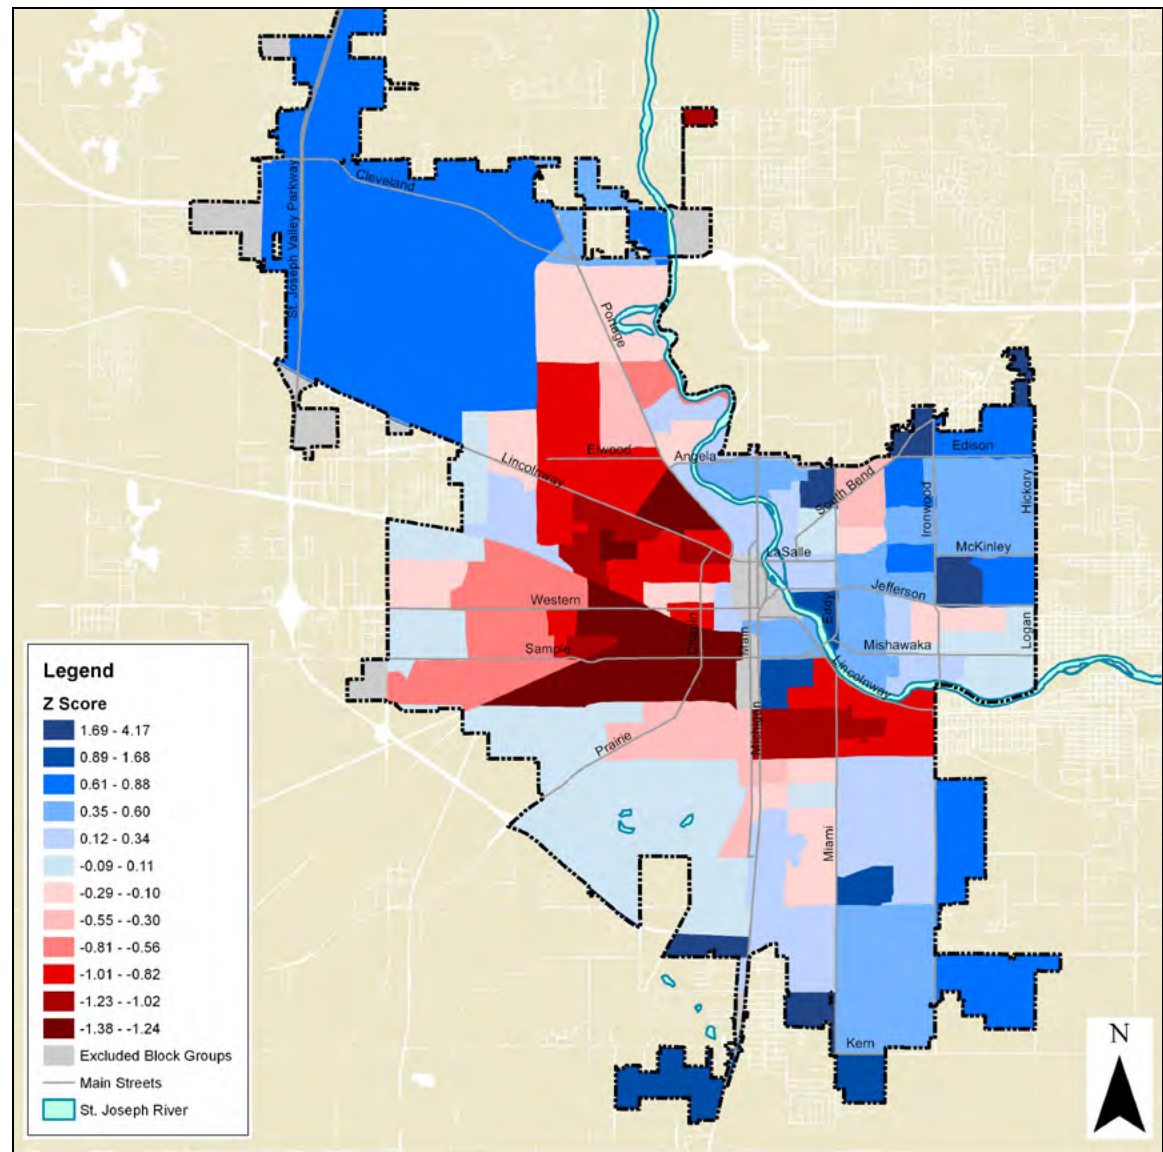 Cleveland
St. Joseph Valley Parkway
Portage
Elwood
Angela
Lincolnway
South Bend
Edison
Ironwood
Hickory
LaSalle
McKinley
Jefferson
Western
Eddy
Chapin
Main
Sample
Mishawaka
Logan
Lincolnway
Michigan
Prairie
Miami
Kern
Legend
Z Score
1.69 - 4.17
0.89 - 1.68
0.61 - 0.88
0.35 - 0.60
0.12 - 0.34
-0.09 - 0.11
-0.29 - -0.10
-0.55 - -0.30
-0.81 - -0.56
-1.01 - -0.82
-1.23 - -1.02
-1.38 - -1.24
Excluded Block Groups
Main Streets
St. Joseph River
N